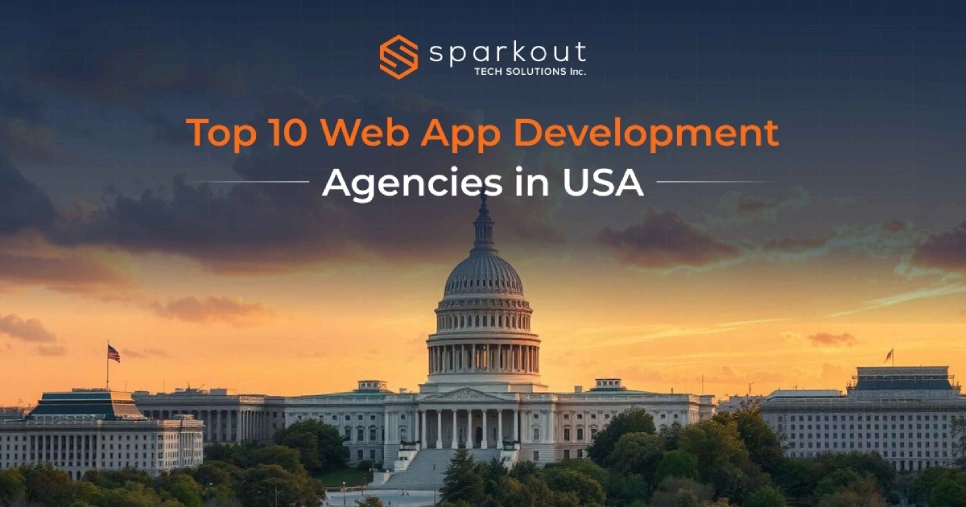 sparkout
TECH SOLUTIONS Inc.
Top 10 Web App Development
Agencies in USA